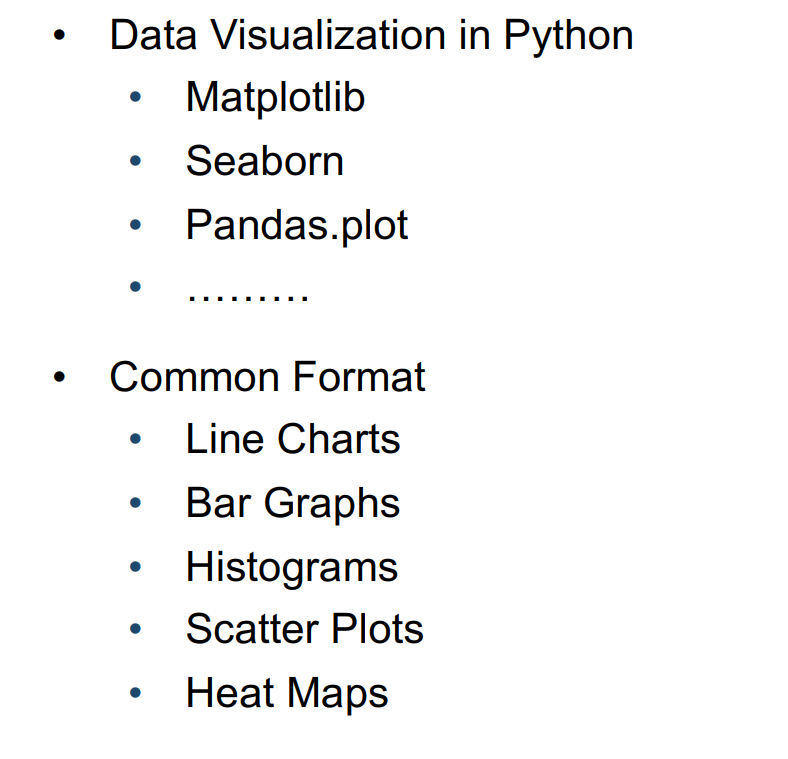 • Data Visualization in Python
• Matplotlib
• Seaborn
• Pandas.plot
• ………
• Common Format
• Line Charts
• Bar Graphs
• Histograms
• Scatter Plots
• Heat Maps